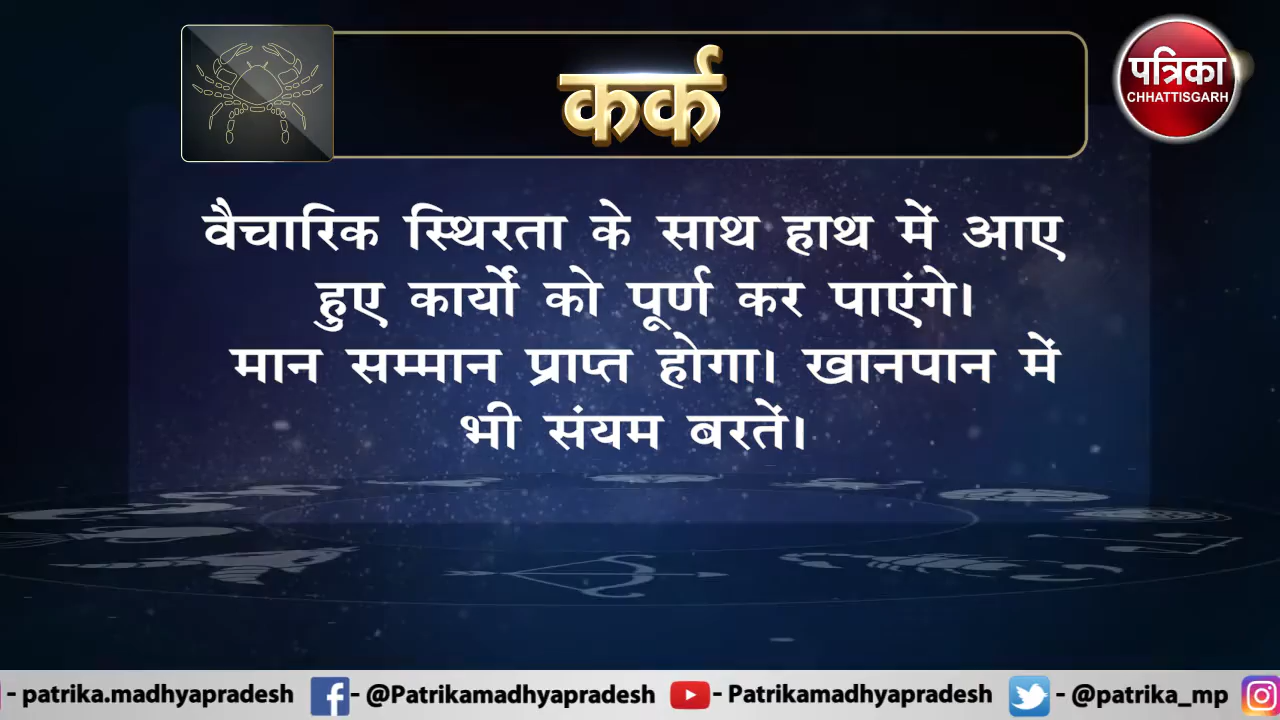 कर्क
पत्रिका
CHHATTISGARH
वैचारिक स्थिरता के साथ हाथ में आए
हुए कार्यों को पूर्ण कर पाएंगे।
मान सम्मान प्राप्त होगा। खानपान में
भी संयम बरतें।
- patrika.madhyapradesh - @Patrikamadhyapradesh - Patrikamadhyapradesh - @patrika_mp